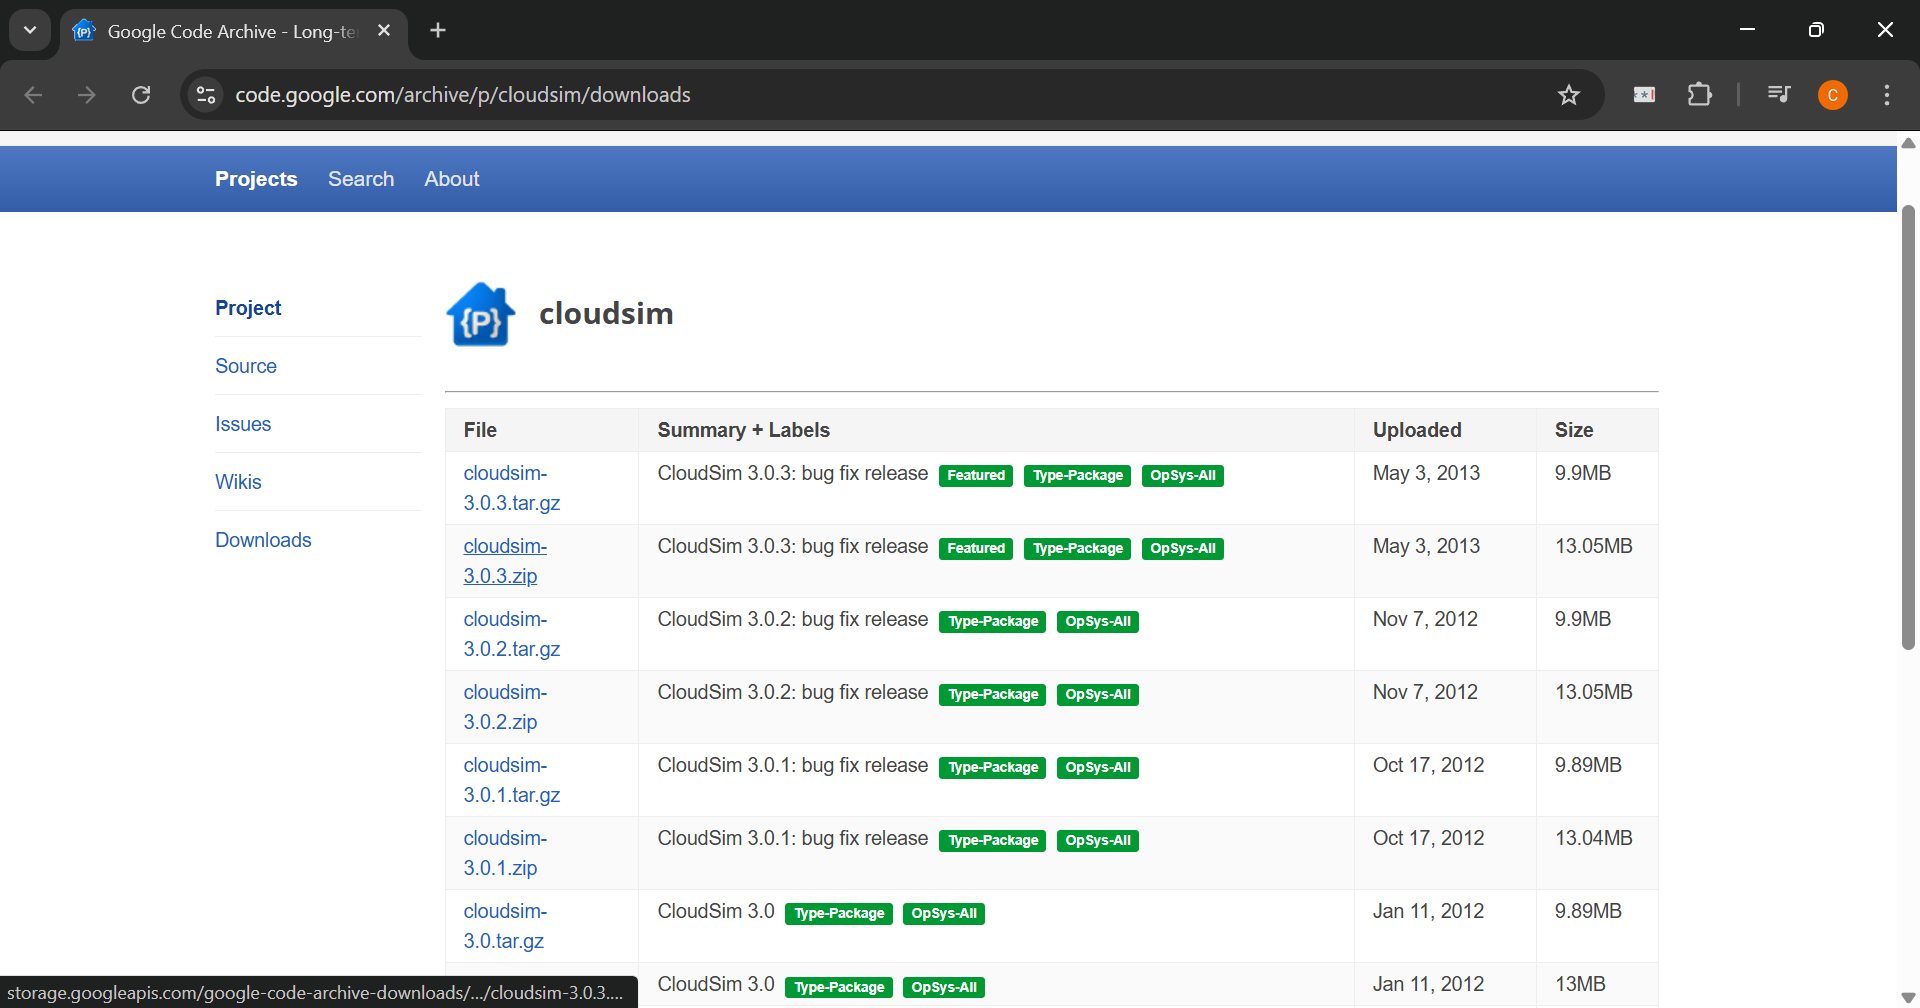 Google Code Archive - Long-te
code.google.com/archive/p/cloudsim/downloads
C
Projects Search About
Project
Source
Issues
Wikis
Downloads
{P} cloudsim
File Summary + Labels Uploaded Size
cloudsim-
3.0.3.tar.gz
CloudSim 3.0.3: bug fix release Featured Type-Package OpSys-All May 3, 2013 9.9MB
cloudsim-
3.0.3.zip
CloudSim 3.0.3: bug fix release Featured Type-Package OpSys-All May 3, 2013 13.05MB
cloudsim-
3.0.2.tar.gz
CloudSim 3.0.2: bug fix release Type-Package OpSys-All Nov 7, 2012 9.9MB
cloudsim-
3.0.2.zip
CloudSim 3.0.2: bug fix release Type-Package OpSys-All Nov 7, 2012 13.05MB
cloudsim-
3.0.1.tar.gz
CloudSim 3.0.1: bug fix release Type-Package OpSys-All Oct 17, 2012 9.89MB
cloudsim-
3.0.1.zip
CloudSim 3.0.1: bug fix release Type-Package OpSys-All Oct 17, 2012 13.04MB
cloudsim-
3.0.tar.gz
CloudSim 3.0 Type-Package OpSys-All Jan 11, 2012 9.89MB
CloudSim 3.0 Type-Package OpSys-All Jan 11, 2012 13MB
storage.googleapis.com/google-code-archive-downloads/.../cloudsim-3.0.3....